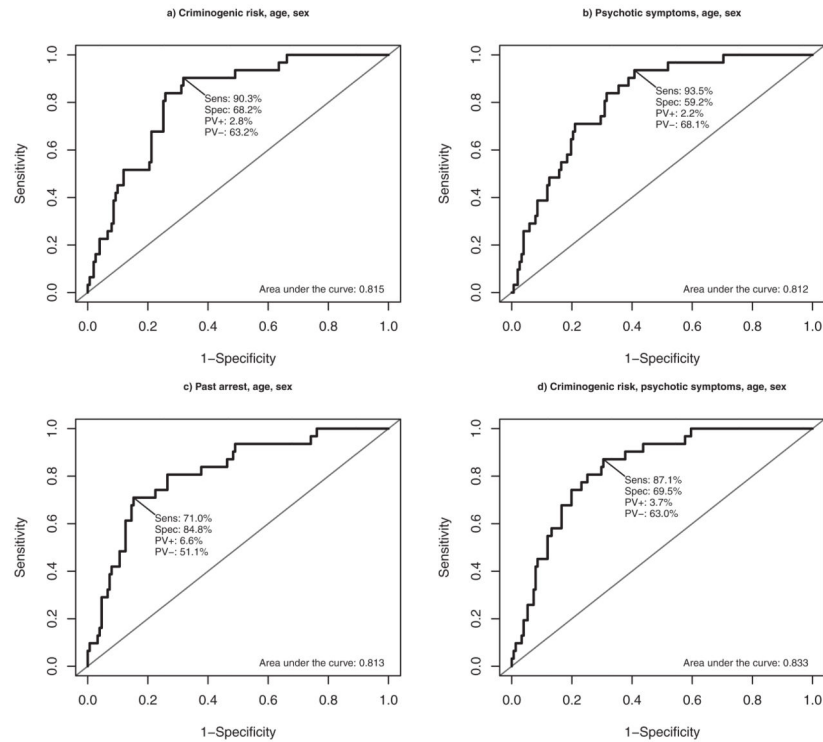 a) Criminogenic risk, age, sex
Sensitivity
1.0
0.8
0.6
0.4
0.2
0.0
Sens: 90.3%
Spec: 68.2%
PV+: 2.8%
PV−: 63.2%
Area under the curve: 0.815
0.0 0.2 0.4 0.6 0.8 1.0
1−Specificity
b) Psychotic symptoms, age, sex
Sensitivity
1.0
0.8
0.6
0.4
0.2
0.0
Sens: 93.5%
Spec: 59.2%
PV+: 2.2%
PV−: 68.1%
Area under the curve: 0.812
0.0 0.2 0.4 0.6 0.8 1.0
1−Specificity
c) Past arrest, age, sex
Sensitivity
1.0
0.8
0.6
0.4
0.2
0.0
Sens: 71.0%
Spec: 84.8%
PV+: 6.6%
PV−: 51.1%
Area under the curve: 0.813
0.0 0.2 0.4 0.6 0.8 1.0
1−Specificity
d) Criminogenic risk, psychotic symptoms, age, sex
Sensitivity
1.0
0.8
0.6
0.4
0.2
0.0
Sens: 87.1%
Spec: 69.5%
PV+: 3.7%
PV−: 63.0%
Area under the curve: 0.833
0.0 0.2 0.4 0.6 0.8 1.0
1−Specificity